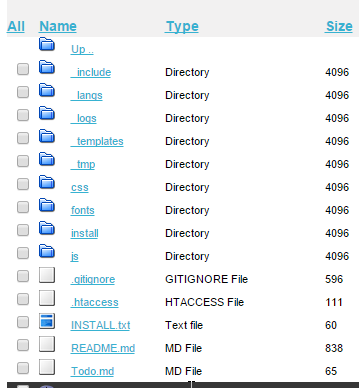 All Name Type Size
Up ..
_include Directory 4096
_langs Directory 4096
_logs Directory 4096
_templates Directory 4096
_tmp Directory 4096
css Directory 4096
fonts Directory 4096
install Directory 4096
js Directory 4096
.gitignore GITIGNORE File 596
.htaccess HTACCESS File 111
INSTALL.txt Text file 60
README.md MD File 838
Todo.md MD File 65